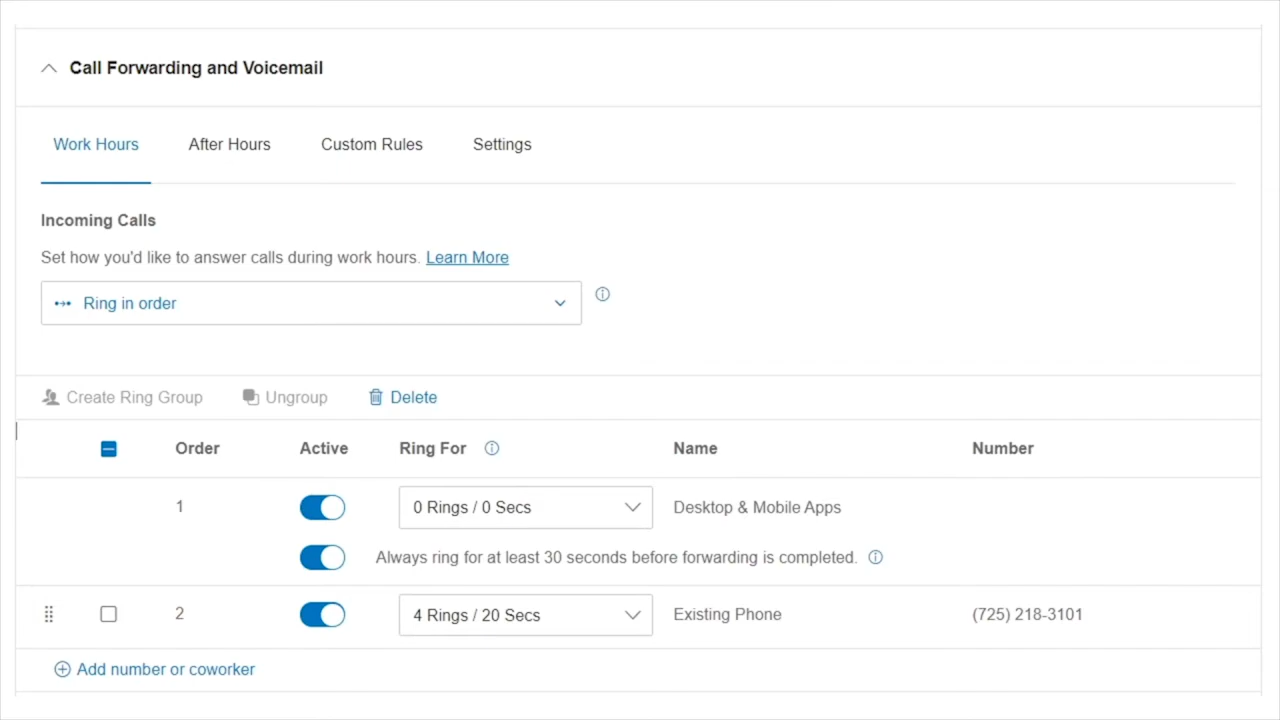 Call Forwarding and Voicemail
Work Hours After Hours Custom Rules Settings
Incoming Calls
Set how you'd like to answer calls during work hours. Learn More
Ring in order
Create Ring Group Ungroup Delete
Order Active Ring For Name Number
1 0 Rings / 0 Secs Desktop & Mobile Apps
Always ring for at least 30 seconds before forwarding is completed.
2 4 Rings / 20 Secs Existing Phone (725) 218-3101
Add number or coworker